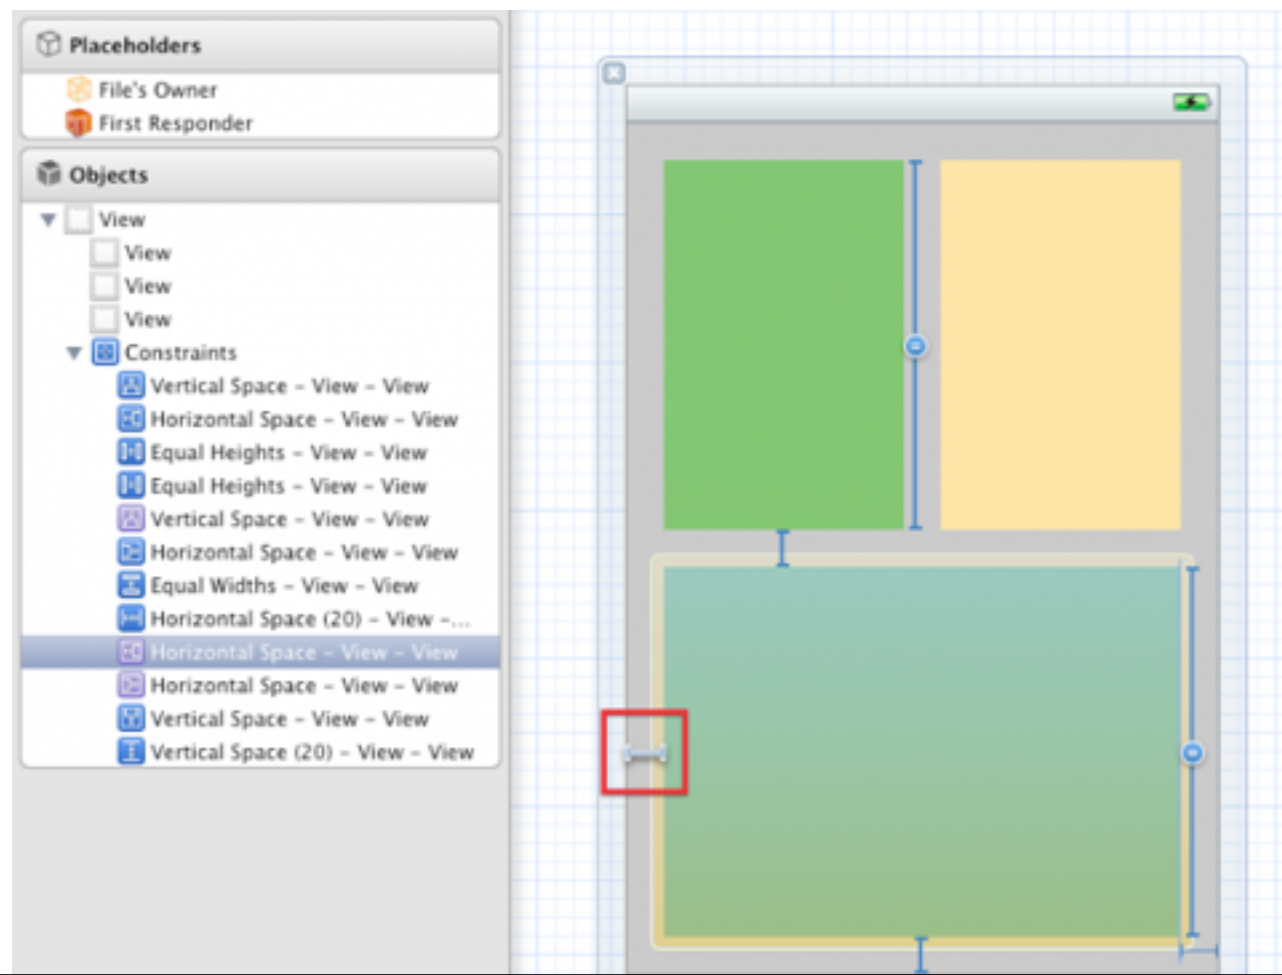 Placeholders
File's Owner
First Responder
Objects
View
View
View
View
Constraints
Vertical Space - View - View
Horizontal Space - View - View
Equal Heights - View - View
Equal Heights - View - View
Vertical Space - View - View
Horizontal Space - View - View
Equal Widths - View - View
Horizontal Space (20) - View -...
Horizontal Space - View - View
Horizontal Space - View - View
Vertical Space - View - View
Vertical Space (20) - View - View